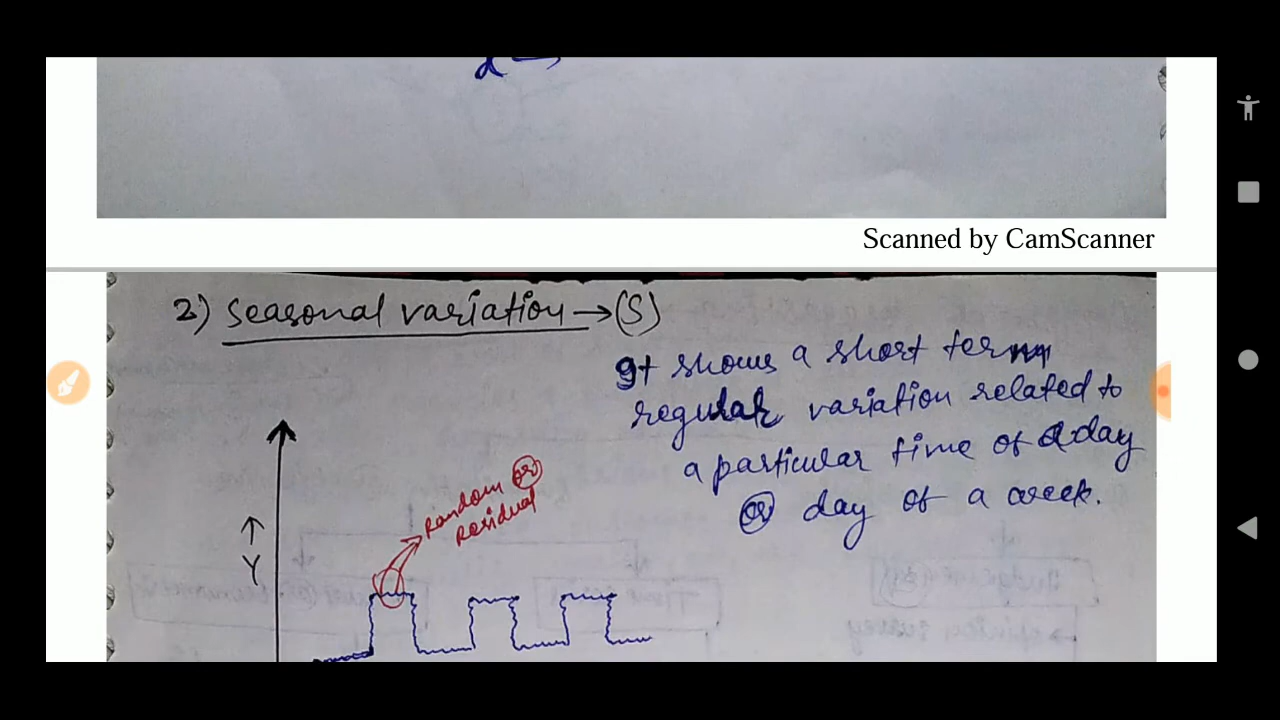 Scanned by CamScanner
2) Seasonal variation → (S)
It shows a short term
regular variation related to
a particular time of a day
or day of a week.
Random or
residual
↑
Y